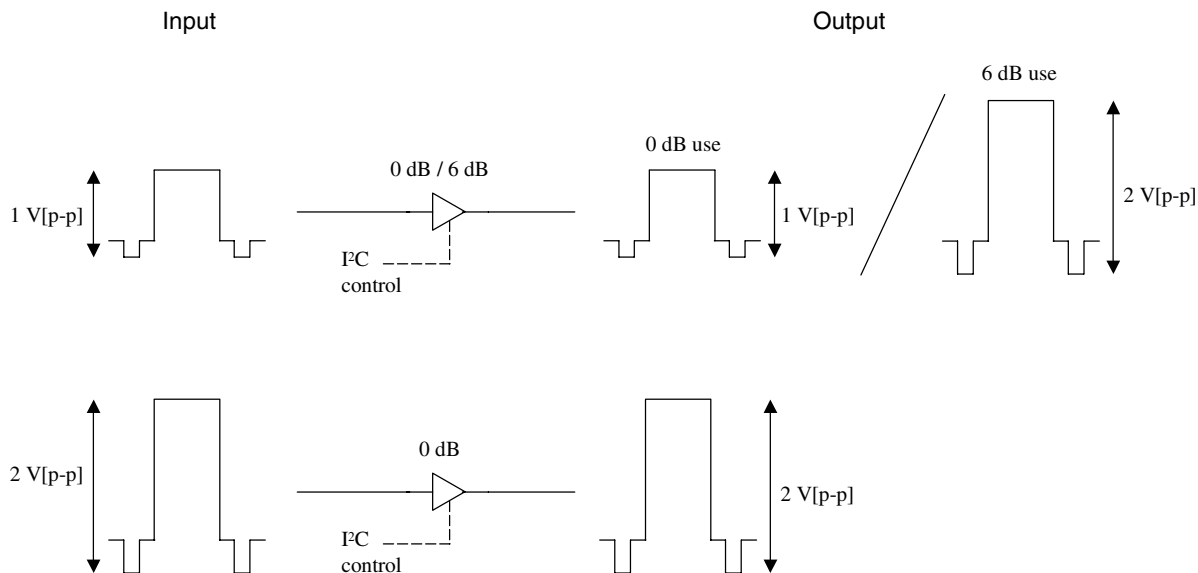 Input
Output
6 dB use
0 dB use
0 dB / 6 dB
1 V[p-p]
1 V[p-p]
2 V[p-p]
I²C
control
0 dB
2 V[p-p]
2 V[p-p]
I²C
control